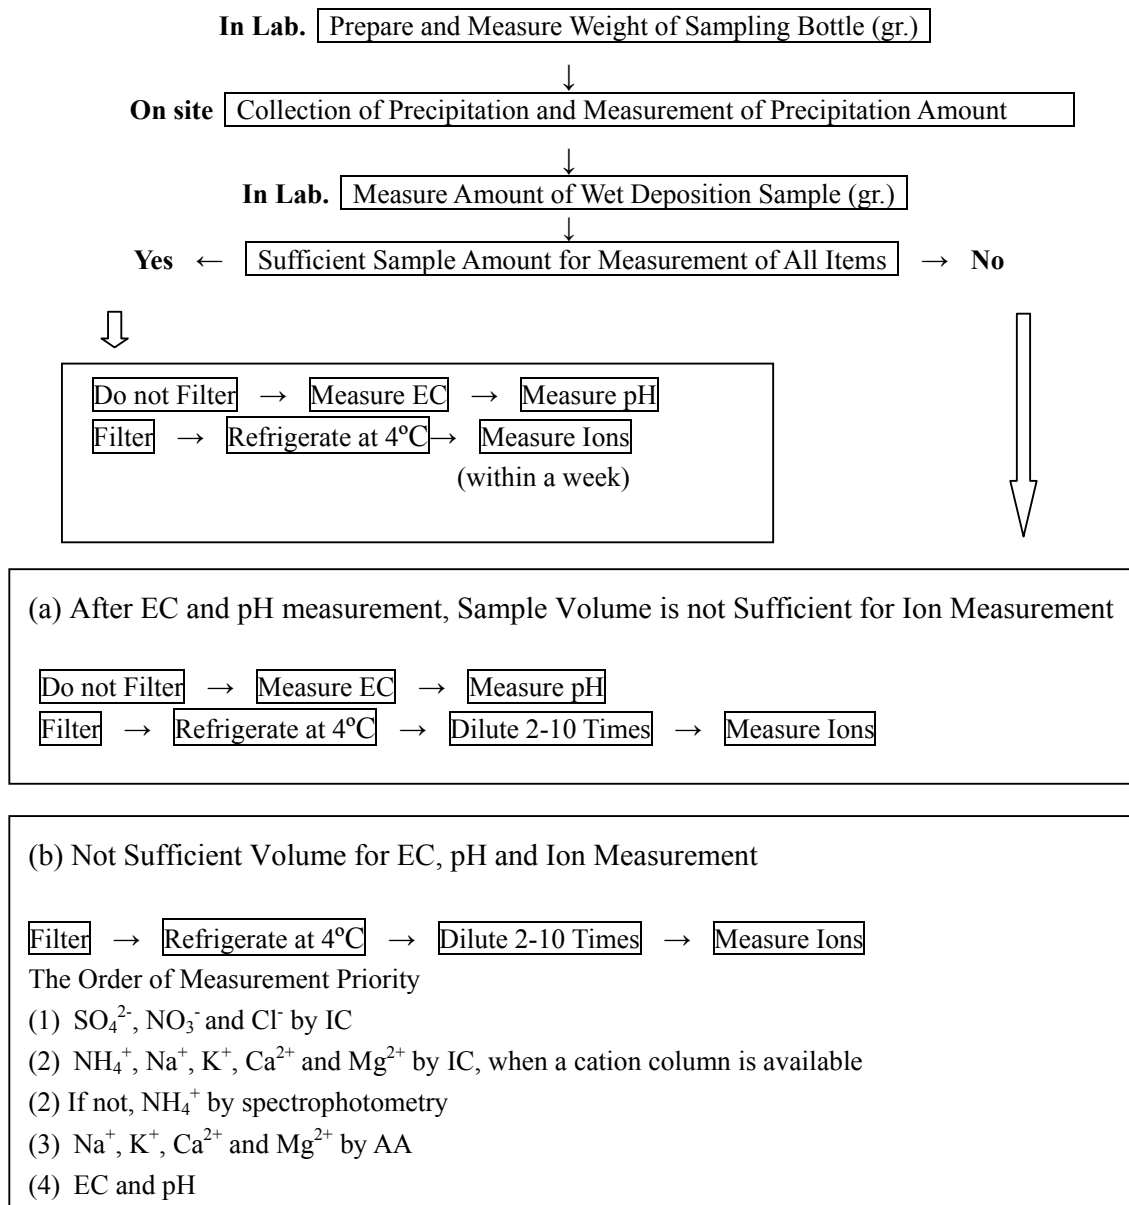 In Lab. Prepare and Measure Weight of Sampling Bottle (gr.)
↓
On site Collection of Precipitation and Measurement of Precipitation Amount
↓
In Lab. Measure Amount of Wet Deposition Sample (gr.)
↓
Yes ← Sufficient Sample Amount for Measurement of All Items → No
Do not Filter → Measure EC → Measure pH
Filter → Refrigerate at 4ºC → Measure Ions
(within a week)
(a) After EC and pH measurement, Sample Volume is not Sufficient for Ion Measurement
Do not Filter → Measure EC → Measure pH
Filter → Refrigerate at 4ºC → Dilute 2-10 Times → Measure Ions
(b) Not Sufficient Volume for EC, pH and Ion Measurement
Filter → Refrigerate at 4ºC → Dilute 2-10 Times → Measure Ions
The Order of Measurement Priority
(1) SO₄²⁻, NO₃⁻ and Cl⁻ by IC
(2) NH₄⁺, Na⁺, K⁺, Ca²⁺ and Mg²⁺ by IC, when a cation column is available
(2) If not, NH₄⁺ by spectrophotometry
(3) Na⁺, K⁺, Ca²⁺ and Mg²⁺ by AA
(4) EC and pH